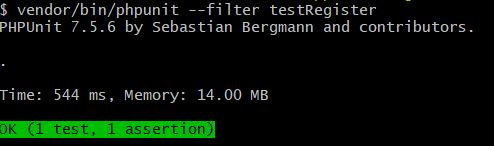 $ vendor/bin/phpunit --filter testRegister
PHPUnit 7.5.6 by Sebastian Bergmann and contributors.
.
Time: 544 ms, Memory: 14.00 MB
OK (1 test, 1 assertion)